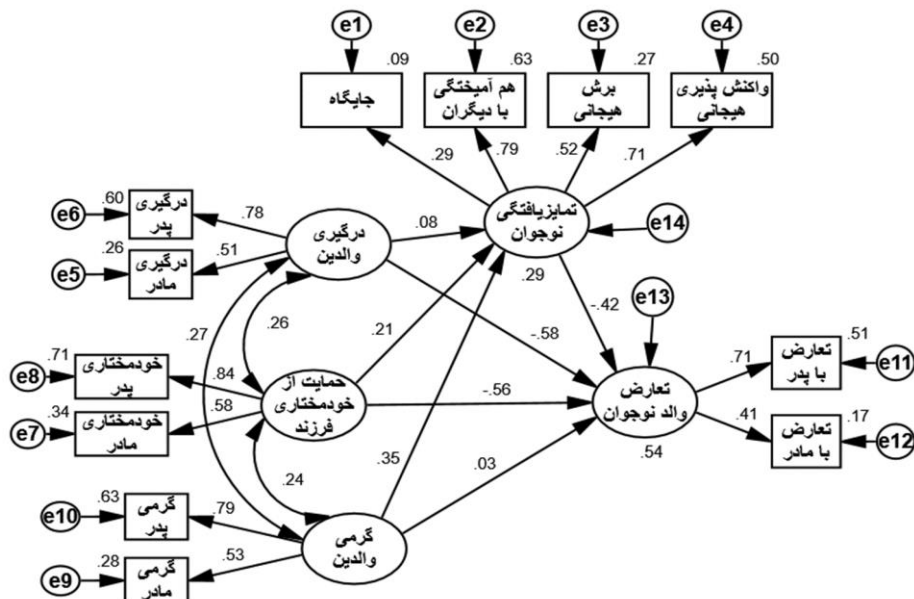 e1
e2
e3
e4
.09
.63
.27
.50
جایگاه
هم آمیختگی
با دیگران
برش
هیجانی
واکنش پذیری
هیجانی
.29
.79
.52
.71
تمایزیافتگی
نوجوان
e14
.29
e6
.60
درگیری
پدر
.78
e5
.26
درگیری
مادر
.51
درگیری
والدین
.08
.27
.26
.21
-.58
-.42
e13
e8
.71
خودمختاری
پدر
.84
e7
.34
خودمختاری
مادر
.58
حمایت از
خودمختاری
فرزند
-.56
تعارض
والد نوجوان
.54
.71
تعارض
با پدر
.51
e11
.41
تعارض
با مادر
.17
e12
.24
.35
.03
e10
.63
گرمی
پدر
.79
e9
.28
گرمی
مادر
.53
گرمی
والدین